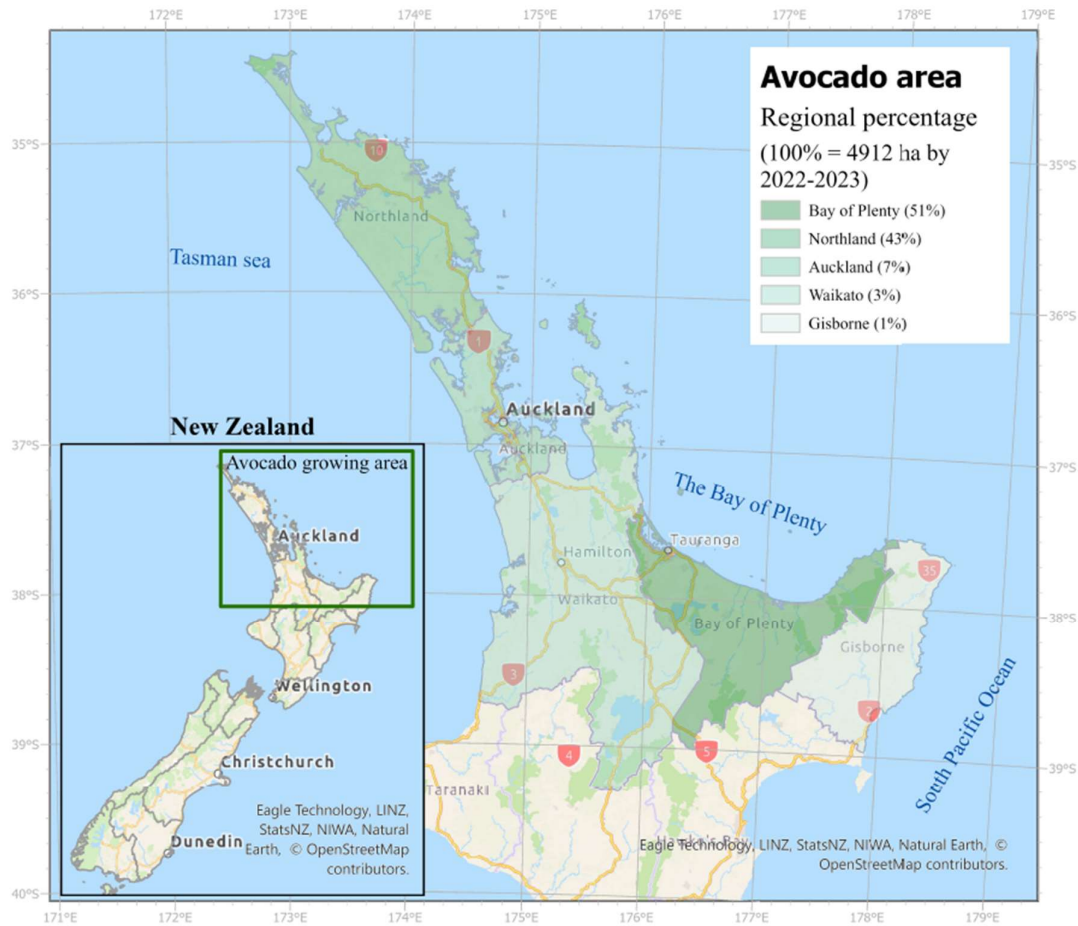 172°E 173°E 174°E 175°E 176°E 177°E 178°E 179°E
Avocado area
Regional percentage
(100% = 4912 ha by
2022-2023)
Bay of Plenty (51%)
Northland (43%)
Auckland (7%)
Waikato (3%)
Gisborne (1%)
35°S
10
35°S
Northland
Tasman sea
36°S
36°S
1
Auckland
New Zealand
37°S
Auckland
37°S
Avocado growing area
The Bay of Plenty
Auckland
Tauranga
Hamilton
35
38°S
Waikato
38°S
Bay of Plenty
Gisborne
3
Wellington
2
South Pacific Ocean
39°S
4
5
39°S
Christchurch
Taranaki
Eagle Technology, LINZ,
StatsNZ, NIWA, Natural
Earth, © OpenStreetMap
contributors.
Dunedin
Hawke's Bay
Eagle Technology, LINZ, StatsNZ, NIWA, Natural Earth, ©
OpenStreetMap contributors.
40°S
171°E 172°E 173°E 174°E 175°E 176°E 177°E 178°E 179°E